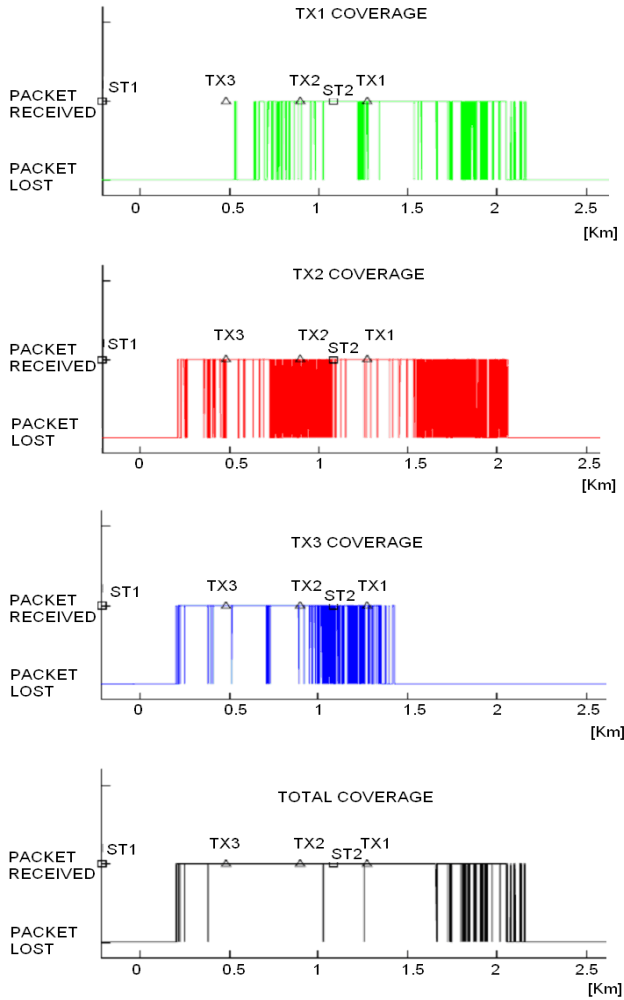 TX1 COVERAGE
ST1
TX3
TX2
ST2
TX1
PACKET
RECEIVED
PACKET
LOST
0
0.5
1
1.5
2
2.5
[Km]
TX2 COVERAGE
ST1
TX3
TX2
ST2
TX1
PACKET
RECEIVED
PACKET
LOST
0
0.5
1
1.5
2
2.5
[Km]
TX3 COVERAGE
ST1
TX3
TX2
ST2
TX1
PACKET
RECEIVED
PACKET
LOST
0
0.5
1
1.5
2
2.5
[Km]
TOTAL COVERAGE
ST1
TX3
TX2
ST2
TX1
PACKET
RECEIVED
PACKET
LOST
0
0.5
1
1.5
2
2.5
[Km]